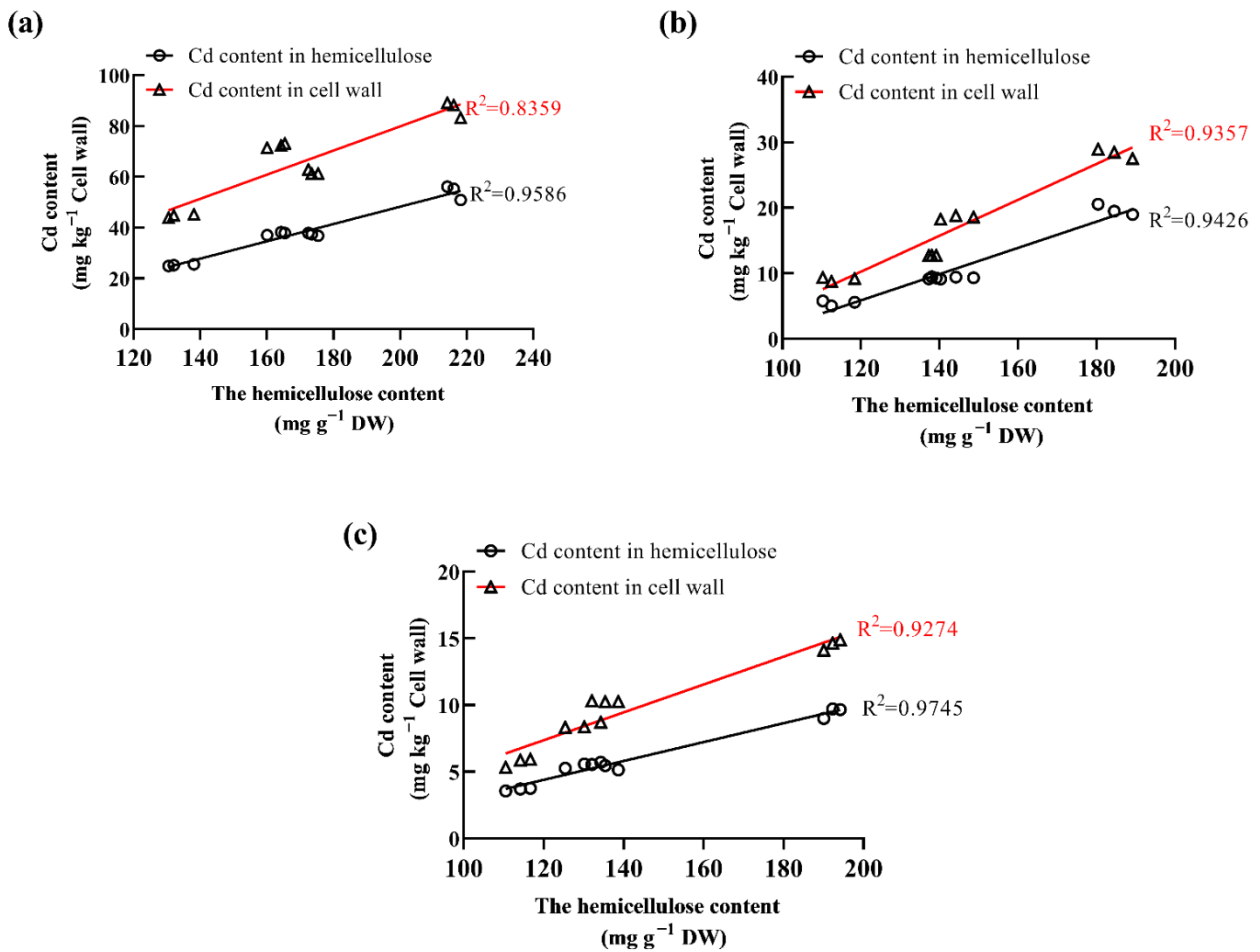 (a)
Cd content in hemicellulose
Cd content in cell wall
100
80
60
40
20
0
Cd content
(mg kg⁻¹ Cell wall)
R²=0.8359
R²=0.9586
120 140 160 180 200 220 240
The hemicellulose content
(mg g⁻¹ DW)
(b)
Cd content in hemicellulose
Cd content in cell wall
40
30
20
10
0
Cd content
(mg kg⁻¹ Cell wall)
R²=0.9357
R²=0.9426
100 120 140 160 180 200
The hemicellulose content
(mg g⁻¹ DW)
(c)
Cd content in hemicellulose
Cd content in cell wall
20
15
10
5
0
Cd content
(mg kg⁻¹ Cell wall)
R²=0.9274
R²=0.9745
100 120 140 160 180 200
The hemicellulose content
(mg g⁻¹ DW)